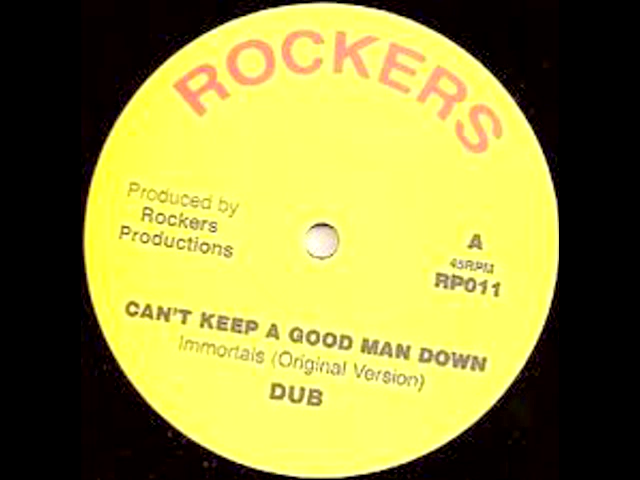 ROCKERS
Produced by
Rockers
Productions
A
45RPM
RP011
CAN'T KEEP A GOOD MAN DOWN
Immortals (Original Version)
DUB